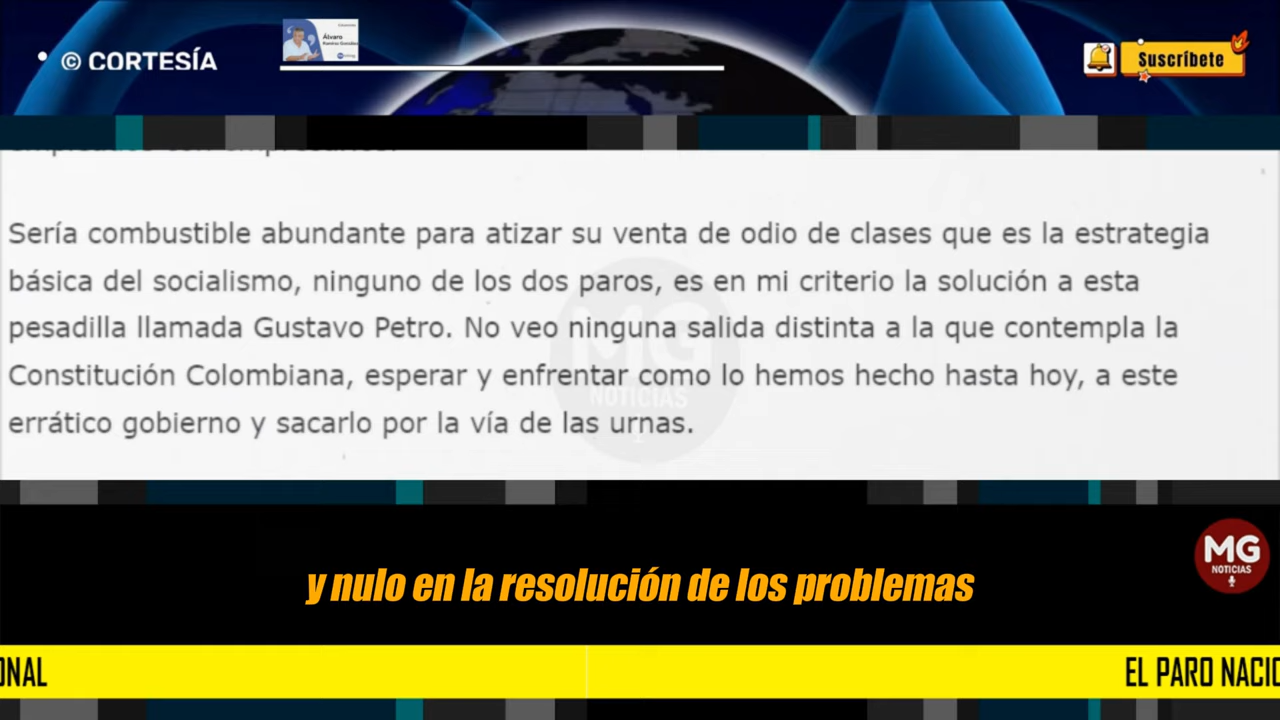 © CORTESÍA
Álvaro
Suscríbete
Sería combustible abundante para atizar su venta de odio de clases que es la estrategia
básica del socialismo, ninguno de los dos paros, es en mi criterio la solución a esta
pesadilla llamada Gustavo Petro. No veo ninguna salida distinta a la que contempla la
Constitución Colombiana, esperar y enfrentar como lo hemos hecho hasta hoy, a este
errático gobierno y sacarlo por la vía de las urnas.
MG
NOTICIAS
y nulo en la resolución de los problemas
MG
NOTICIAS
ONAL
EL PARO NACIO